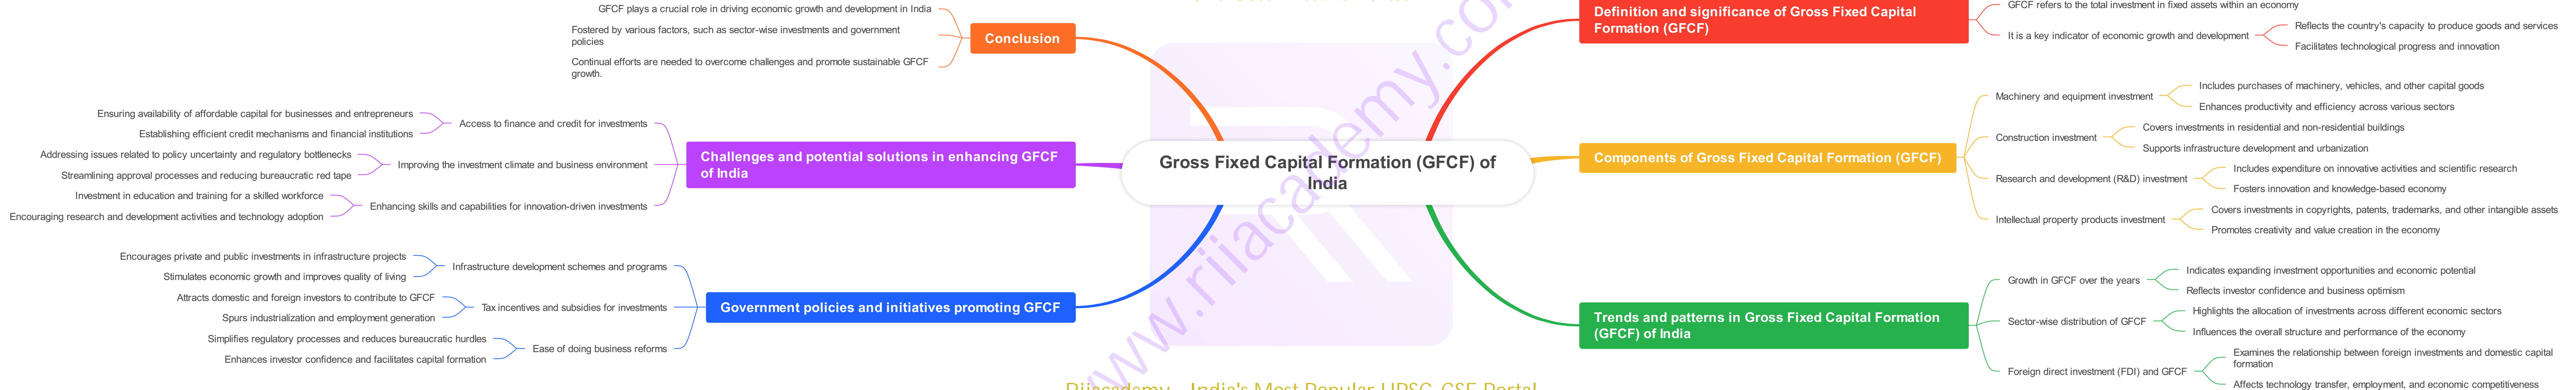 Gross Fixed Capital Formation (GFCF) of
India
Definition and significance of Gross Fixed Capital
Formation (GFCF)
GFCF refers to the total investment in fixed assets within an economy
It is a key indicator of economic growth and development
Reflects the country's capacity to produce goods and services
Facilitates technological progress and innovation
Components of Gross Fixed Capital Formation (GFCF)
Machinery and equipment investment
Includes purchases of machinery, vehicles, and other capital goods
Enhances productivity and efficiency across various sectors
Construction investment
Covers investments in residential and non-residential buildings
Supports infrastructure development and urbanization
Research and development (R&D) investment
Includes expenditure on innovative activities and scientific research
Fosters innovation and knowledge-based economy
Intellectual property products investment
Covers investments in copyrights, patents, trademarks, and other intangible assets
Promotes creativity and value creation in the economy
Trends and patterns in Gross Fixed Capital Formation
(GFCF) of India
Growth in GFCF over the years
Indicates expanding investment opportunities and economic potential
Reflects investor confidence and business optimism
Sector-wise distribution of GFCF
Highlights the allocation of investments across different economic sectors
Influences the overall structure and performance of the economy
Foreign direct investment (FDI) and GFCF
Examines the relationship between foreign investments and domestic capital
formation
Affects technology transfer, employment, and economic competitiveness
Government policies and initiatives promoting GFCF
Infrastructure development schemes and programs
Encourages private and public investments in infrastructure projects
Stimulates economic growth and improves quality of living
Tax incentives and subsidies for investments
Attracts domestic and foreign investors to contribute to GFCF
Spurs industrialization and employment generation
Ease of doing business reforms
Simplifies regulatory processes and reduces bureaucratic hurdles
Enhances investor confidence and facilitates capital formation
Challenges and potential solutions in enhancing GFCF
of India
Access to finance and credit for investments
Ensuring availability of affordable capital for businesses and entrepreneurs
Establishing efficient credit mechanisms and financial institutions
Improving the investment climate and business environment
Addressing issues related to policy uncertainty and regulatory bottlenecks
Streamlining approval processes and reducing bureaucratic red tape
Enhancing skills and capabilities for innovation-driven investments
Investment in education and training for a skilled workforce
Encouraging research and development activities and technology adoption
Conclusion
GFCF plays a crucial role in driving economic growth and development in India
Fostered by various factors, such as sector-wise investments and government
policies
Continual efforts are needed to overcome challenges and promote sustainable GFCF
growth.
www.rijiacademy.co
India's Most Popular UPSC-CSE Portal